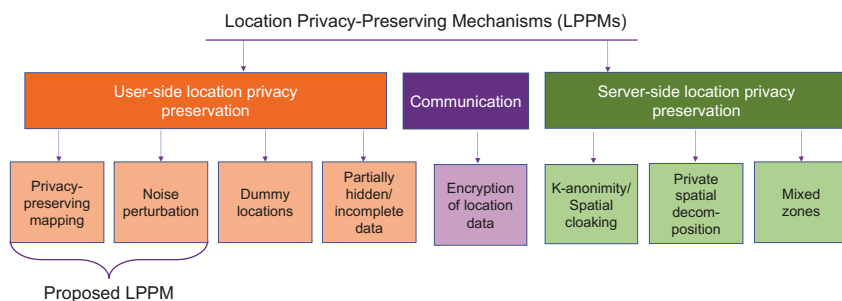 Location Privacy-Preserving Mechanisms (LPPMs)
User-side location privacy
preservation
Communication
Server-side location privacy
preservation
Privacy-
preserving
mapping
Noise
perturbation
Dummy
locations
Partially
hidden/
incomplete
data
Encryption
of location
data
K-anonimity/
Spatial
cloaking
Private
spatial
decom-
position
Mixed
zones
Proposed LPPM